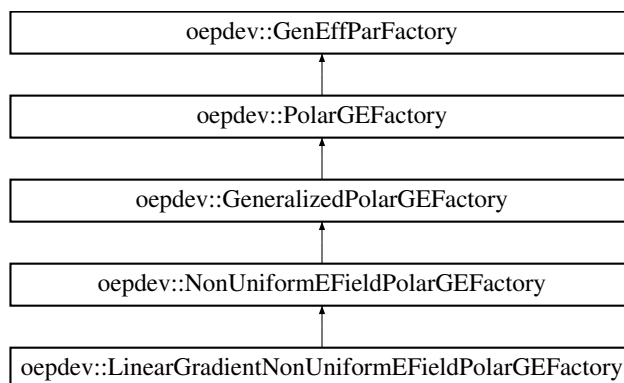 oepdev::GenEffParFactory
oepdev::PolarGEFactory
oepdev::GeneralizedPolarGEFactory
oepdev::NonUniformEFieldPolarGEFactory
oepdev::LinearGradientNonUniformEFieldPolarGEFactory